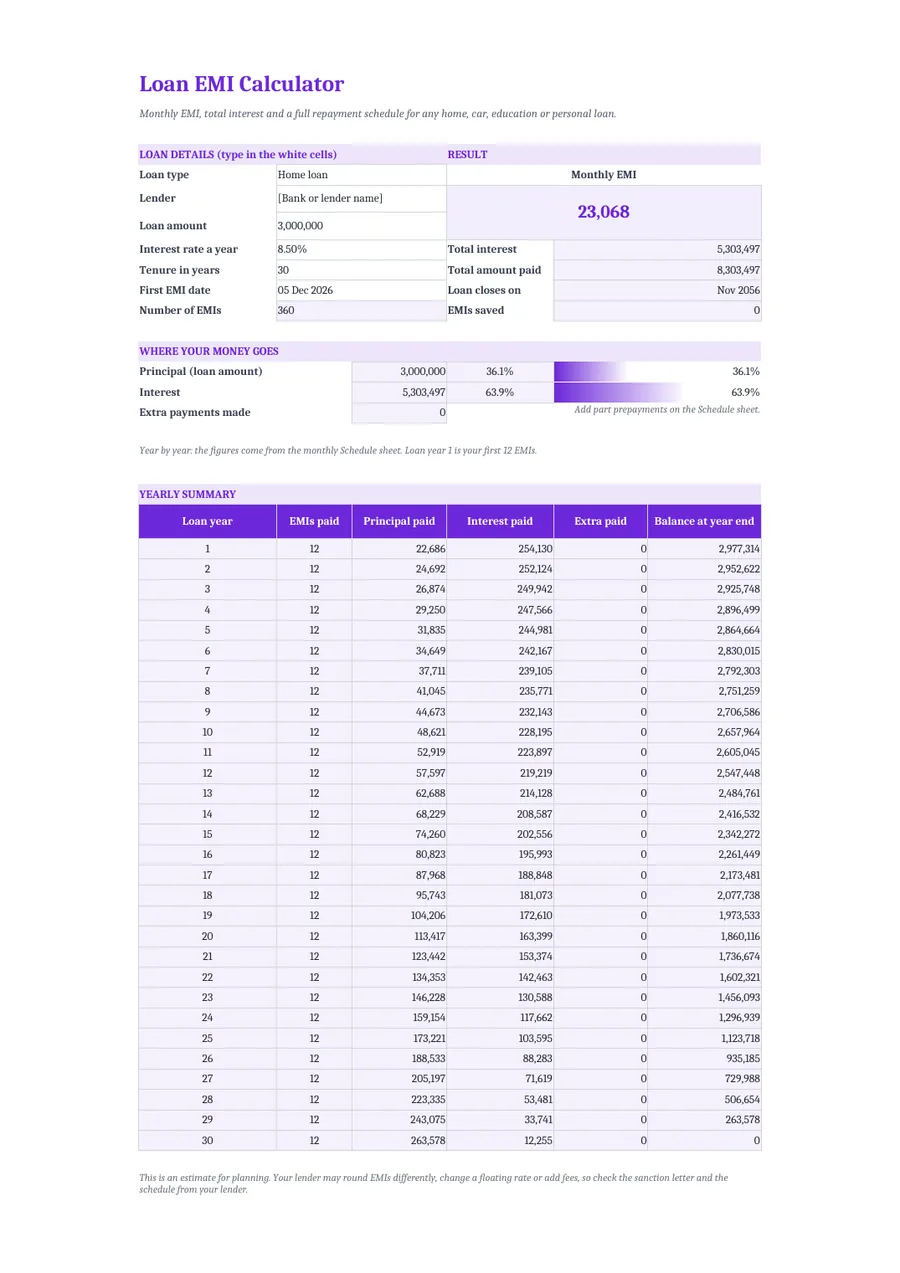 Loan EMI Calculator
Monthly EMI, total interest and a full repayment schedule for any home, car, education or personal loan.
LOAN DETAILS (type in the white cells) RESULT
Loan type Home loan Monthly EMI
Lender [Bank or lender name]
23,068
Loan amount 3,000,000
Interest rate a year 8.50% Total interest 5,303,497
Tenure in years 30 Total amount paid 8,303,497
First EMI date 05 Dec 2026 Loan closes on Nov 2056
Number of EMIs 360 EMIs saved 0
WHERE YOUR MONEY GOES
Principal (loan amount) 3,000,000 36.1% 36.1%
Interest 5,303,497 63.9% 63.9%
Extra payments made 0 Add part prepayments on the Schedule sheet.
Year by year: the figures come from the monthly Schedule sheet. Loan year 1 is your first 12 EMIs.
YEARLY SUMMARY
Loan year EMIs paid Principal paid Interest paid Extra paid Balance at year end
1 12 22,686 254,130 0 2,977,314
2 12 24,692 252,124 0 2,952,622
3 12 26,874 249,942 0 2,925,748
4 12 29,250 247,566 0 2,896,499
5 12 31,835 244,981 0 2,864,664
6 12 34,649 242,167 0 2,830,015
7 12 37,711 239,105 0 2,792,303
8 12 41,045 235,771 0 2,751,259
9 12 44,673 232,143 0 2,706,586
10 12 48,621 228,195 0 2,657,964
11 12 52,919 223,897 0 2,605,045
12 12 57,597 219,219 0 2,547,448
13 12 62,688 214,128 0 2,484,761
14 12 68,229 208,587 0 2,416,532
15 12 74,260 202,556 0 2,342,272
16 12 80,823 195,993 0 2,261,449
17 12 87,968 188,848 0 2,173,481
18 12 95,743 181,073 0 2,077,738
19 12 104,206 172,610 0 1,973,533
20 12 113,417 163,399 0 1,860,116
21 12 123,442 153,374 0 1,736,674
22 12 134,353 142,463 0 1,602,321
23 12 146,228 130,588 0 1,456,093
24 12 159,154 117,662 0 1,296,939
25 12 173,221 103,595 0 1,123,718
26 12 188,533 88,283 0 935,185
27 12 205,197 71,619 0 729,988
28 12 223,335 53,481 0 506,654
29 12 243,075 33,741 0 263,578
30 12 263,578 12,255 0 0
This is an estimate for planning. Your lender may round EMIs differently, change a floating rate or add fees, so check the sanction letter and the
schedule from your lender.